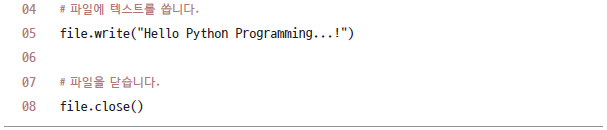 04 # 파일에 텍스트를 씁니다.
05 file.write("Hello Python Programming...!")
06
07 # 파일을 닫습니다.
08 file.close()